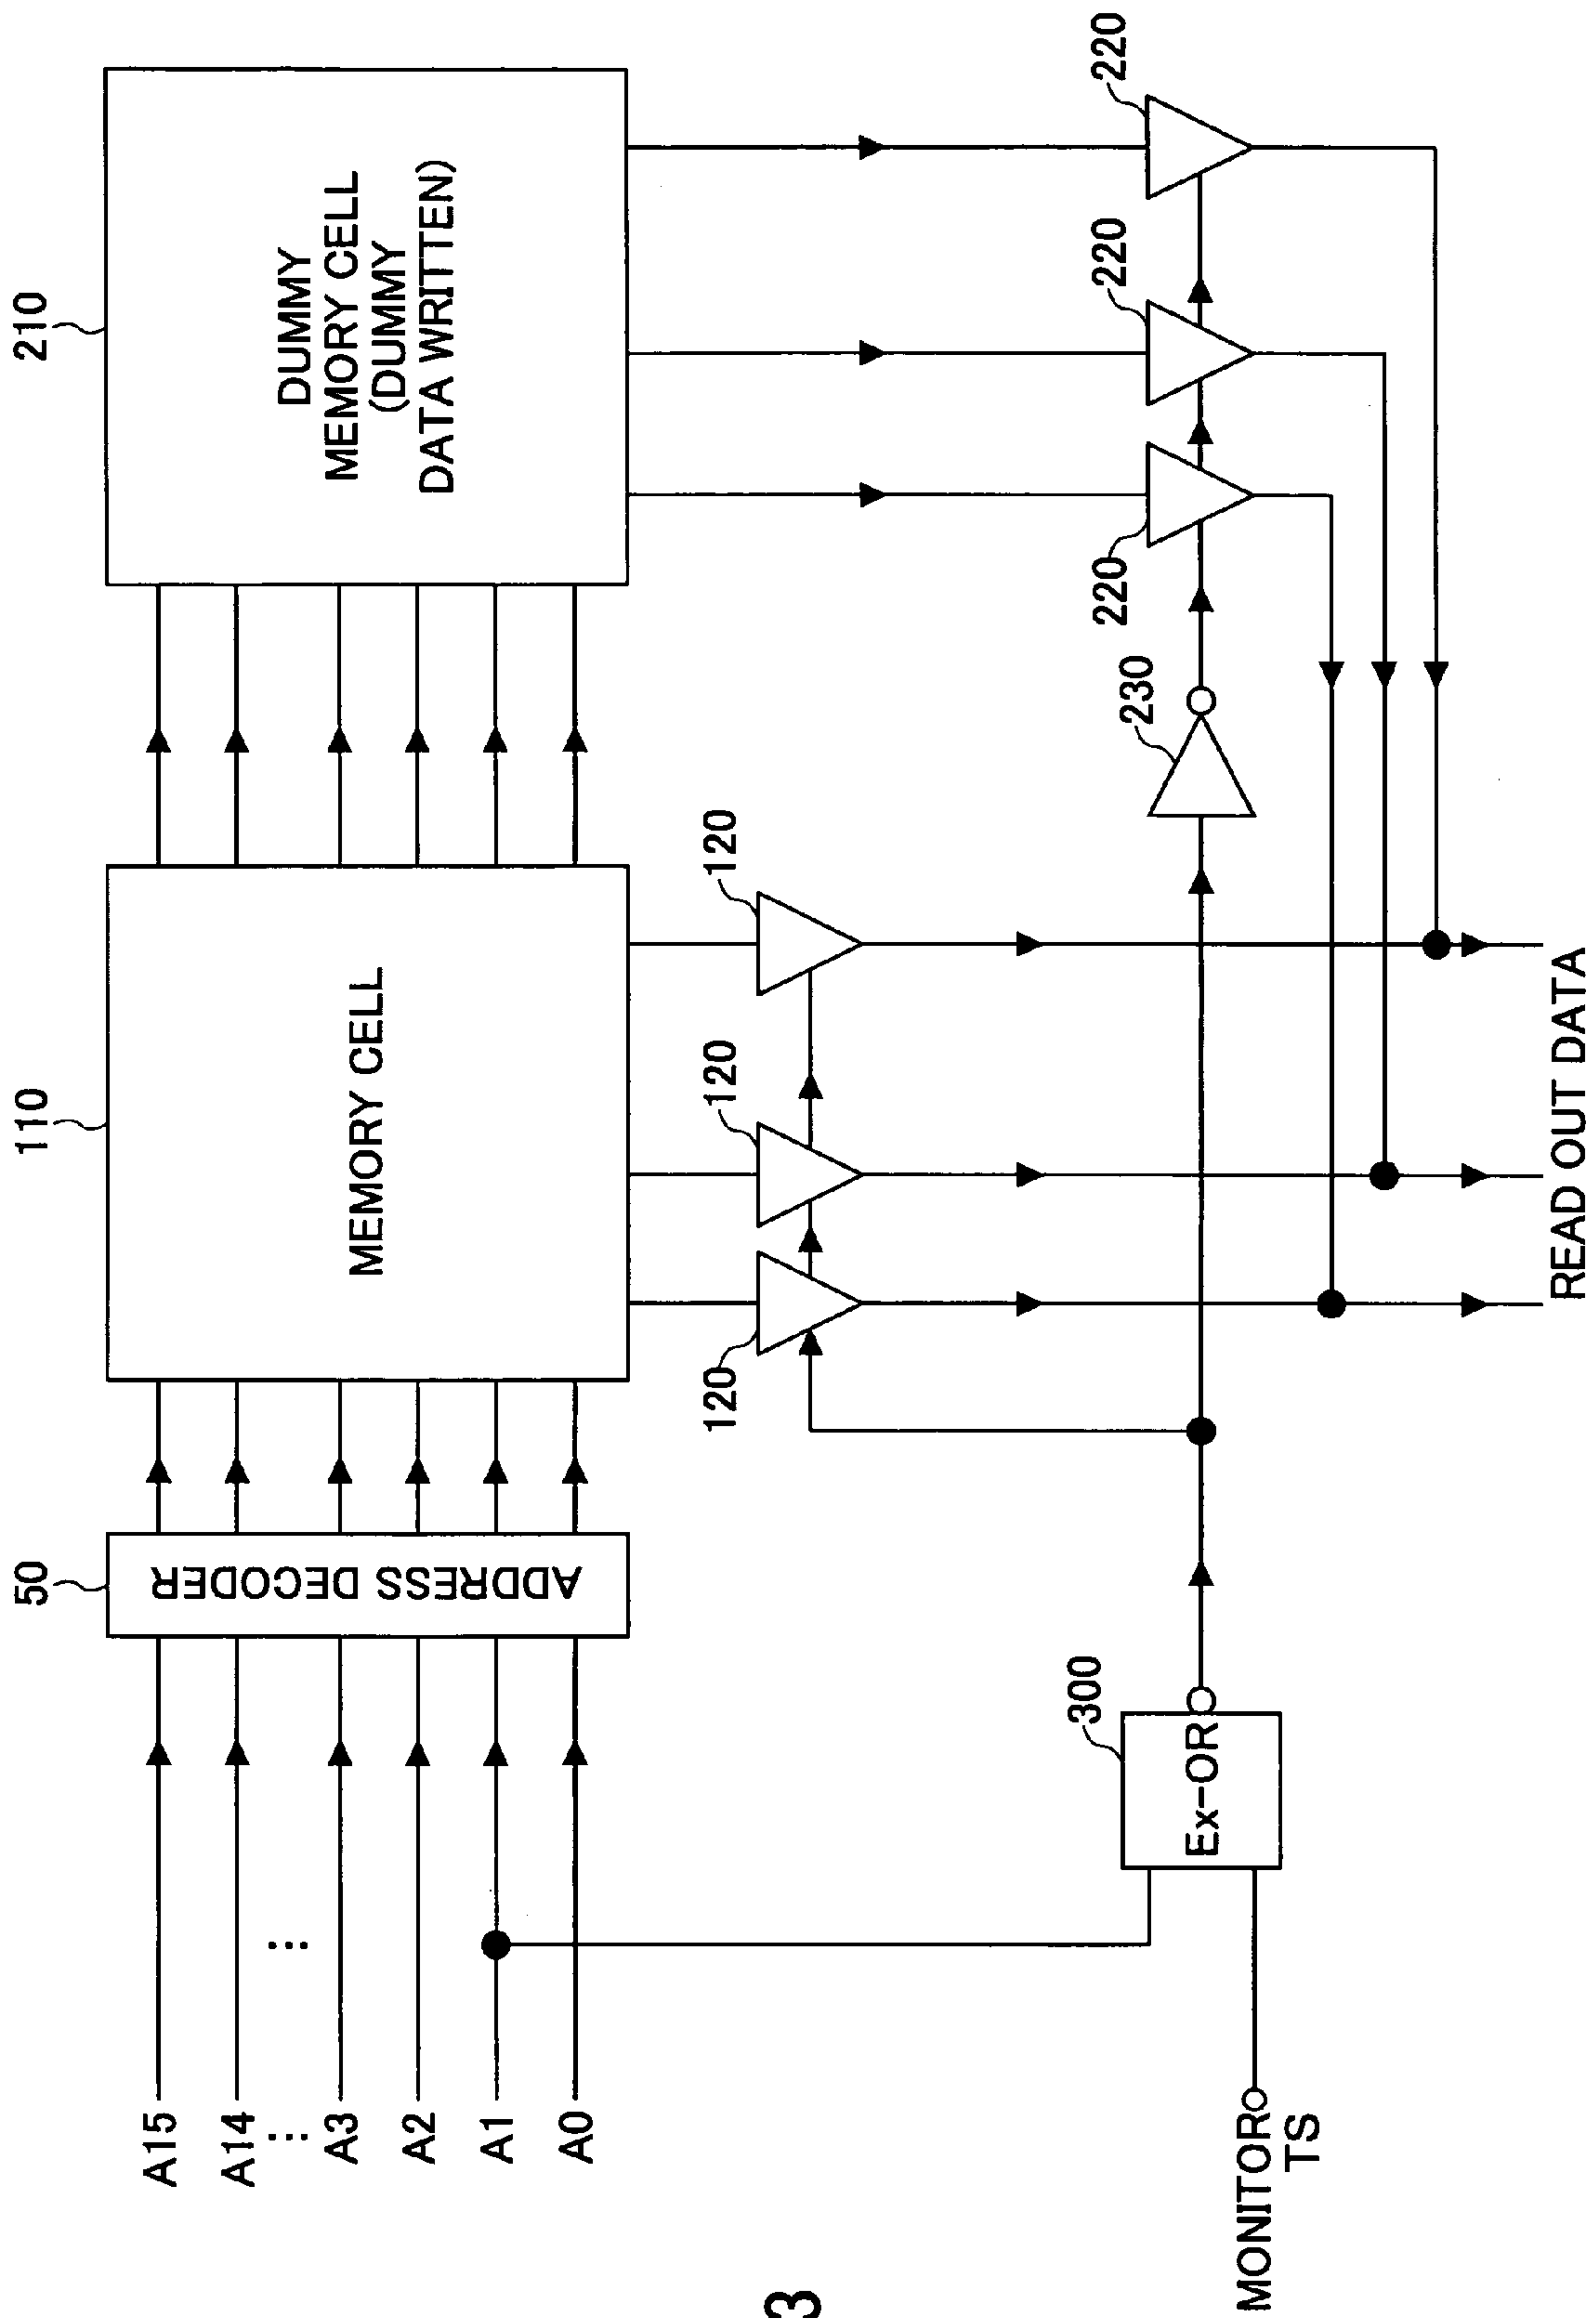 210
110
50
DUMMY
MEMORY CELL
(DUMMY
DATA WRITTEN)
MEMORY CELL
ADDRESS DECODER
A15
A14
...
...
A3
A2
A1
A0
120
120
120
220
220
220
230
300
Ex-OR
MONITOR
TS
READ OUT DATA
3